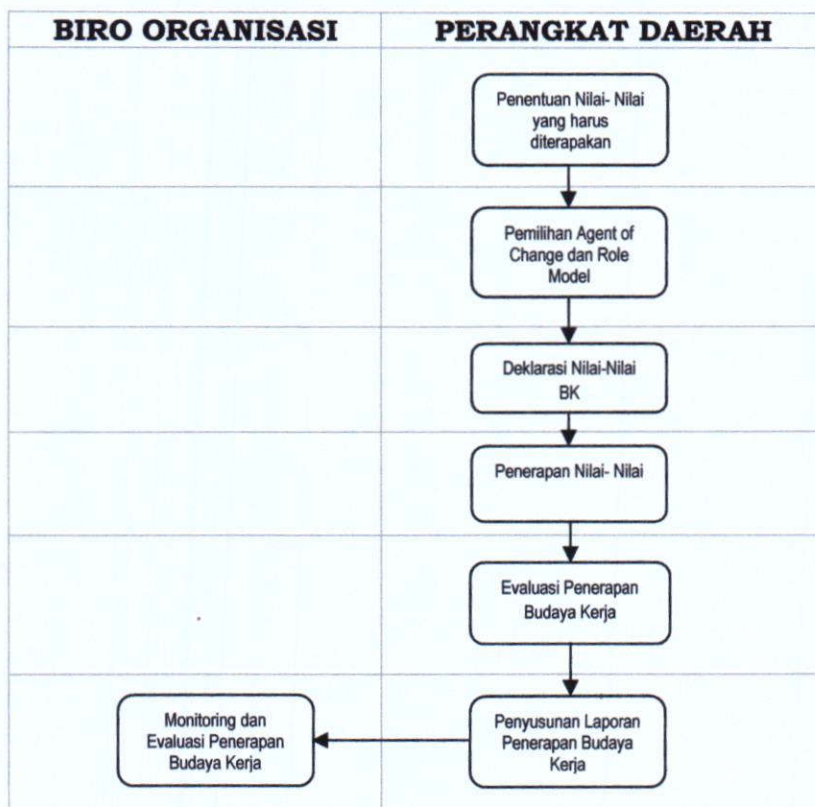 BIRO ORGANISASI
PERANGKAT DAERAH
Penentuan Nilai- Nilai
yang harus
diterapakan
Pemilihan Agent of
Change dan Role
Model
Deklarasi Nilai-Nilai
BK
Penerapan Nilai- Nilai
Evaluasi Penerapan
Budaya Kerja
Monitoring dan
Evaluasi Penerapan
Budaya Kerja
Penyusunan Laporan
Penerapan Budaya
Kerja